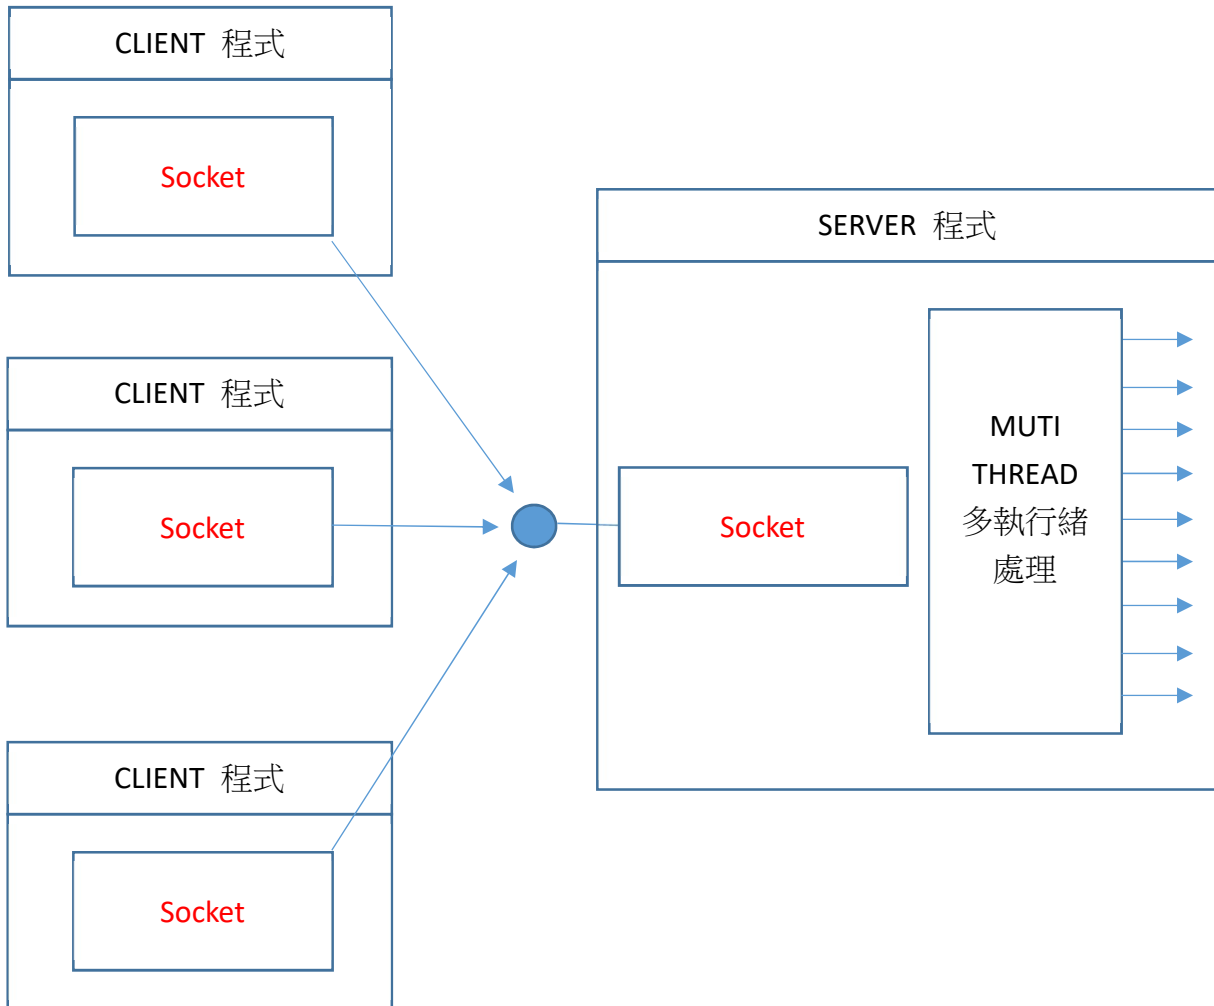 CLIENT 程式
Socket
CLIENT 程式
Socket
CLIENT 程式
Socket
SERVER 程式
Socket
MUTI
THREAD
多執行緒
處理